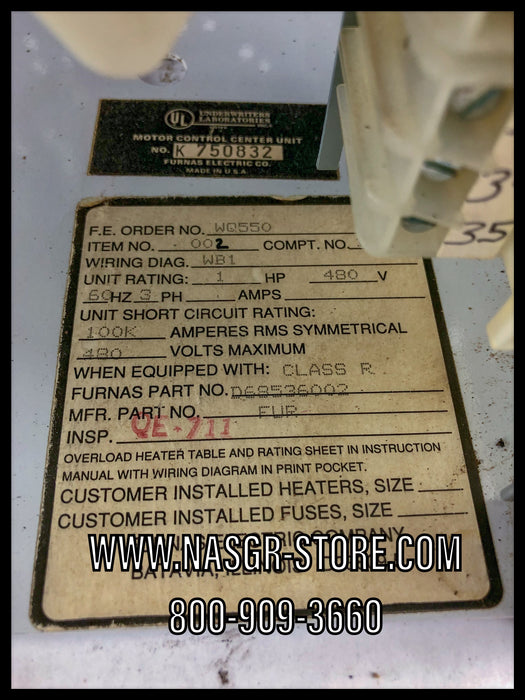 UL UNDERWRITERS
LABORATORIES
MOTOR CONTROL CENTER UNIT
NO. K 750832
FURNAS ELECTRIC CO.
MADE IN U.S.A.
35
F.E. ORDER NO. WQ550
ITEM NO. 002 COMPT. NO.
WIRING DIAG. WB1
UNIT RATING: 1 HP 480 V
60 HZ 3 PH AMPS
UNIT SHORT CIRCUIT RATING:
100K AMPERES RMS SYMMETRICAL
480 VOLTS MAXIMUM
WHEN EQUIPPED WITH: CLASS R
FURNAS PART NO. D68536002
MFR. PART NO. FWR
INSP. QE-711
OVERLOAD HEATER TABLE AND RATING SHEET IN INSTRUCTION
MANUAL WITH WIRING DIAGRAM IN PRINT POCKET.
CUSTOMER INSTALLED HEATERS, SIZE
CUSTOMER INSTALLED FUSES, SIZE
ELECTRIC COMPANY
WWW.NASGR-STORE.COM
BATAVIA,
800-909-3660